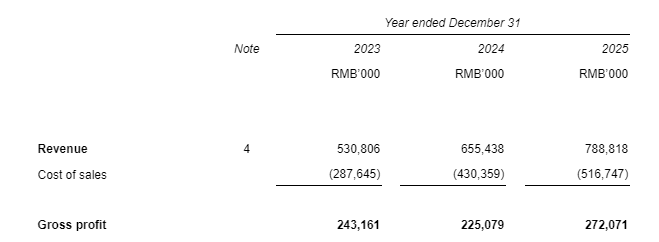 Year ended December 31
Note 2023 2024 2025
RMB'000 RMB'000 RMB'000
Revenue 4 530,806 655,438 788,818
Cost of sales (287,645) (430,359) (516,747)
Gross profit 243,161 225,079 272,071